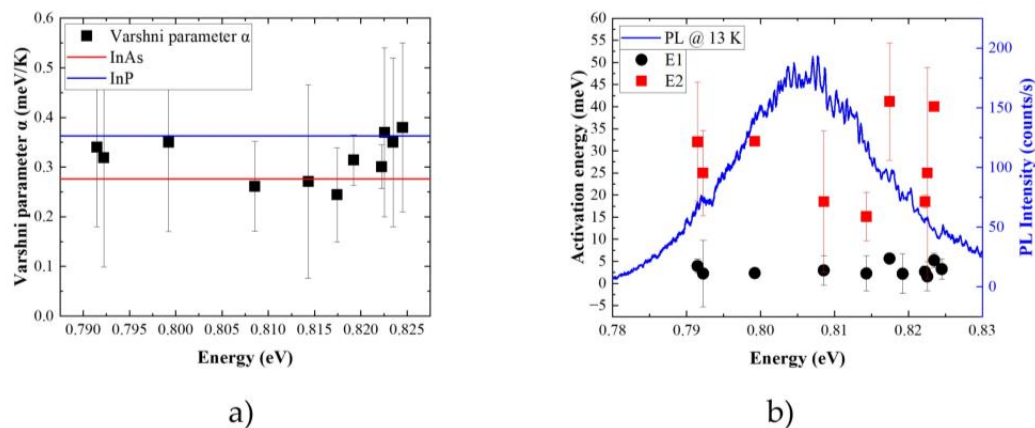 a)
0.6
0.5
0.4
0.3
0.2
0.1
0.0
Varshni parameter α (meV/K)
Varshni parameter α
InAs
InP
0.790 0.795 0.800 0.805 0.810 0.815 0.820 0.825
Energy (eV)
a)
b)
60
55
50
45
40
35
30
25
20
15
10
5
0
−5
Activation energy (meV)
PL @ 13 K
E1
E2
200
150
100
50
0
PL Intensity (counts/s)
0.78 0.79 0.80 0.81 0.82 0.83
Energy (eV)
b)